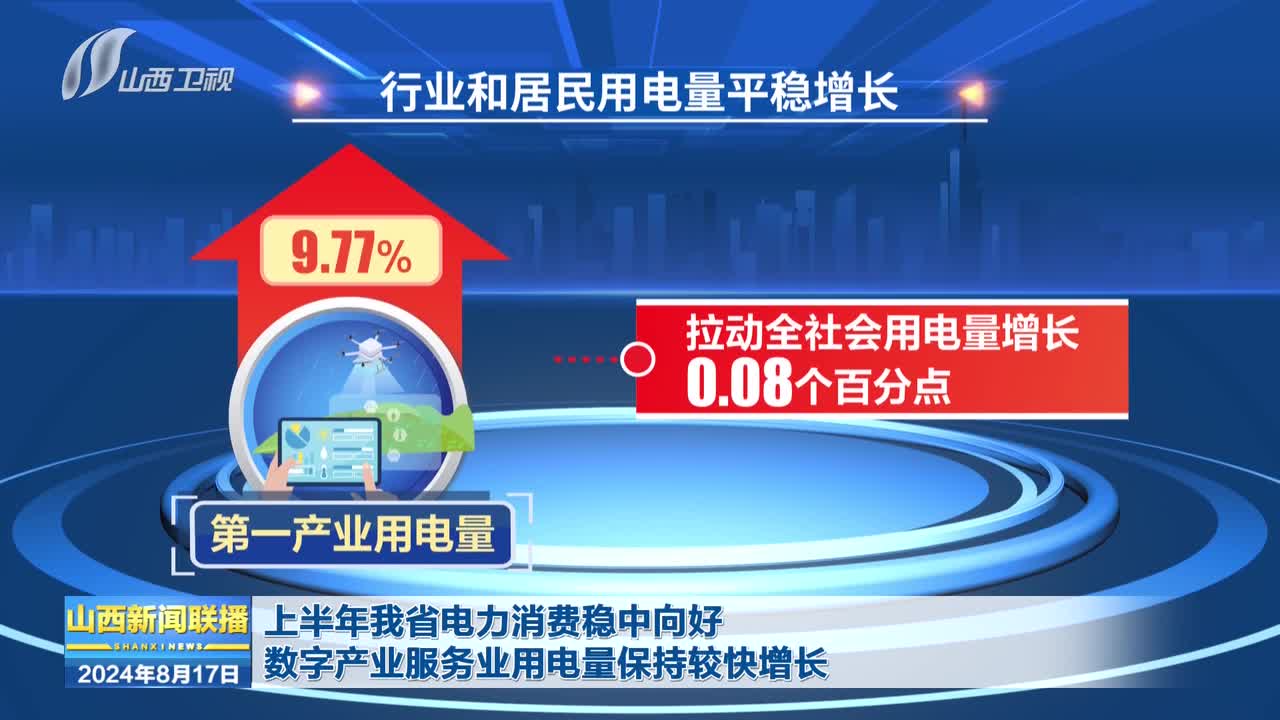 山西卫视
行业和居民用电量平稳增长
9.77%
拉动全社会用电量增长
0.08个百分点
第一产业用电量
山西新闻联播
SHANXI NEWS
2024年8月17日
上半年我省电力消费稳中向好
数字产业服务业用电量保持较快增长